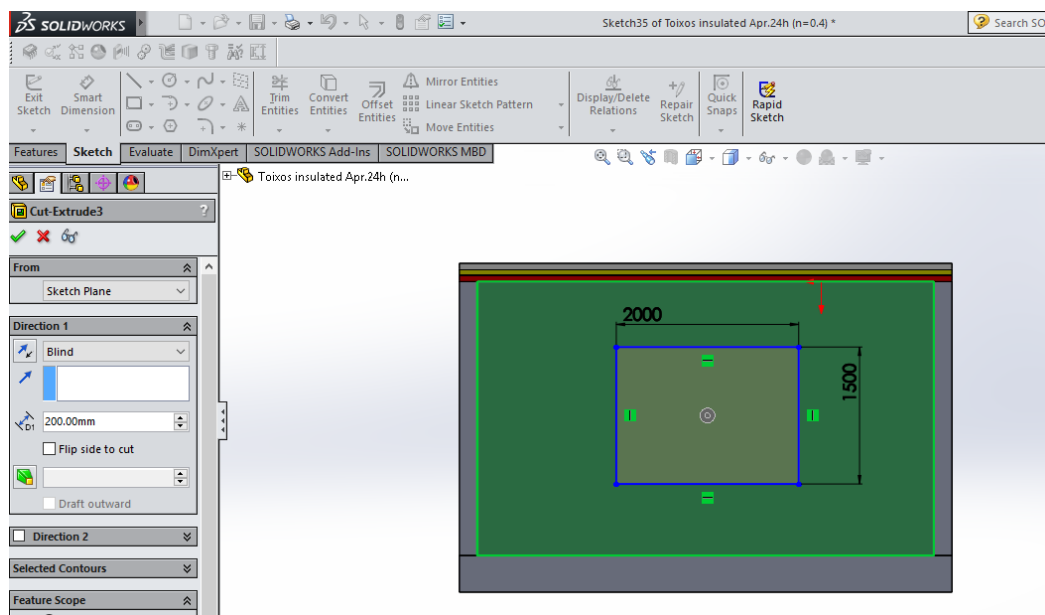 SOLIDWORKS
Sketch35 of Toixos insulated Apr.24h (n=0.4) *
Search SO
Exit Sketch
Smart Dimension
Trim Entities
Convert Entities
Offset Entities
Mirror Entities
Linear Sketch Pattern
Move Entities
Display/Delete Relations
Repair Sketch
Quick Snaps
Rapid Sketch
Features
Sketch
Evaluate
DimXpert
SOLIDWORKS Add-Ins
SOLIDWORKS MBD
Toixos insulated Apr.24h (n...
Cut-Extrude3
?
From
Sketch Plane
Direction 1
Blind
D1
200.00mm
Flip side to cut
Draft outward
Direction 2
Selected Contours
Feature Scope
2000
1500